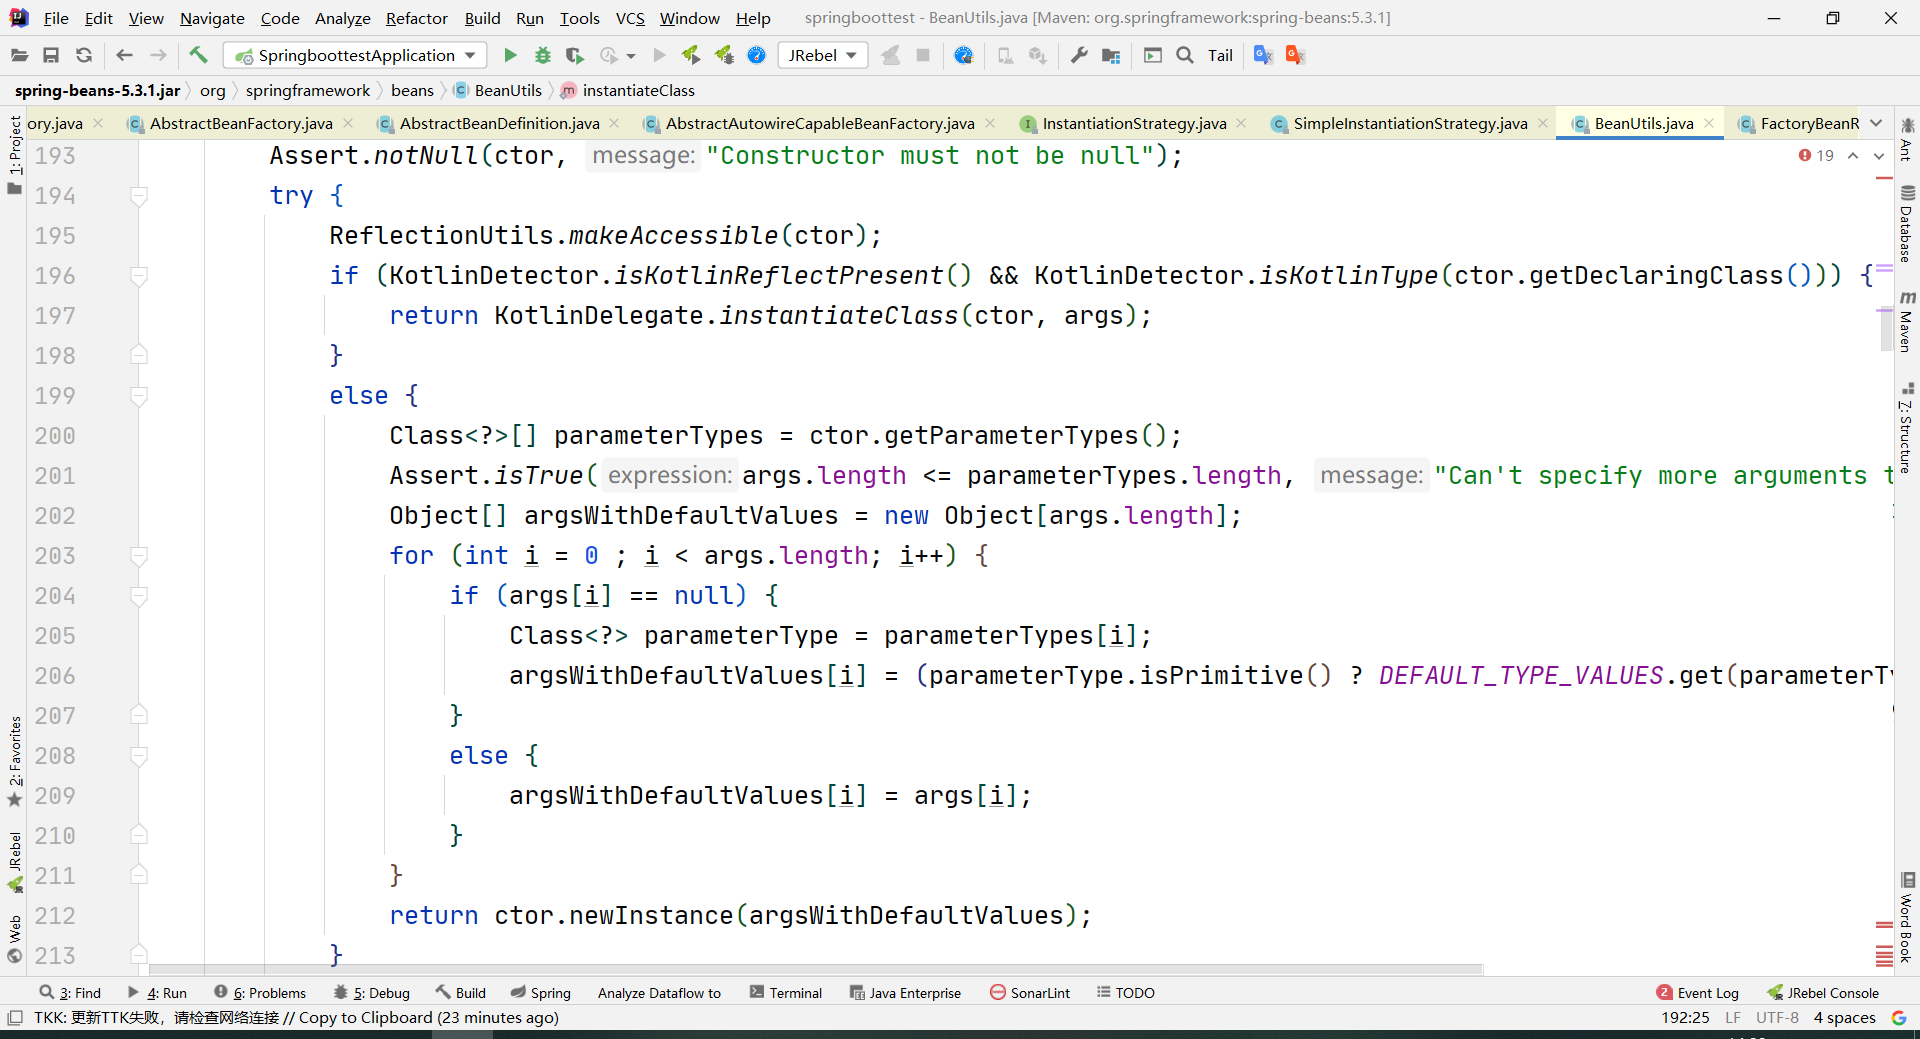 File Edit View Navigate Code Analyze Refactor Build Run Tools VCS Window Help springboottest - BeanUtils.java [Maven: org.springframework:spring-beans:5.3.1]
SpringboottestApplication JRebel Tail
spring-beans-5.3.1.jar org springframework beans BeanUtils instantiateClass
ory.java AbstractBeanFactory.java AbstractBeanDefinition.java AbstractAutowireCapableBeanFactory.java InstantiationStrategy.java SimpleInstantiationStrategy.java BeanUtils.java FactoryBeanR
193 Assert.notNull(ctor, message: "Constructor must not be null");
19
194 try {
195 ReflectionUtils.makeAccessible(ctor);
196 if (KotlinDetector.isKotlinReflectPresent() && KotlinDetector.isKotlinType(ctor.getDeclaringClass())) {
197 return KotlinDelegate.instantiateClass(ctor, args);
198 }
199 else {
200 Class<?>[] parameterTypes = ctor.getParameterTypes();
201 Assert.isTrue( expression: args.length <= parameterTypes.length, message: "Can't specify more arguments t
202 Object[] argsWithDefaultValues = new Object[args.length];
203 for (int i = 0 ; i < args.length; i++) {
204 if (args[i] == null) {
205 Class<?> parameterType = parameterTypes[i];
206 argsWithDefaultValues[i] = (parameterType.isPrimitive() ? DEFAULT_TYPE_VALUES.get(parameterTy
207 }
208 else {
209 argsWithDefaultValues[i] = args[i];
210 }
211 }
212 return ctor.newInstance(argsWithDefaultValues);
213 }
1: Project
2: Favorites
JRebel
Web
Ant
Database
Maven
7: Structure
Word Book
3: Find 4: Run 6: Problems 5: Debug Build Spring Analyze Dataflow to Terminal Java Enterprise SonarLint TODO 2 Event Log JRebel Console
TKK: 更新TTK失败，请检查网络连接 // Copy to Clipboard (23 minutes ago) 192:25 LF UTF-8 4 spaces